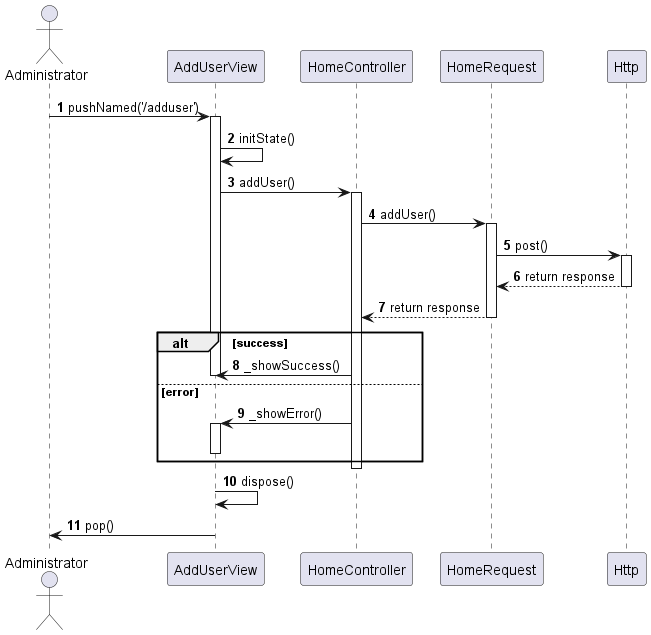 Administrator
AddUserView
HomeController
HomeRequest
Http
1 pushNamed('/adduser')
2 initState()
3 addUser()
4 addUser()
5 post()
6 return response
7 return response
alt [success]
8 _showSuccess()
[error]
9 _showError()
10 dispose()
11 pop()
Administrator
AddUserView
HomeController
HomeRequest
Http